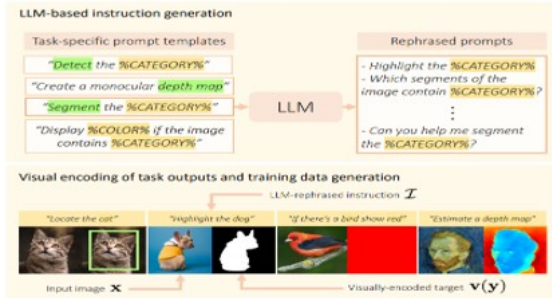 LLM-based instruction generation
Task-specific prompt templates
"Detect the %CATEGORY%"
"Create a monocular depth map"
"Segment the %CATEGORY%"
"Display %COLOR% if the image
contains %CATEGORY%"
LLM
Rephrased prompts
- Highlight the %CATEGORY%
- Which segments of the
image contain %CATEGORY%?
⋮
- Can you help me segment
the %CATEGORY%?
Visual encoding of task outputs and training data generation
LLM-rephrased instruction I
"Locate the cat"
"Highlight the dog"
"If there's a bird show red"
"Estimate a depth map"
Input image x
Visually-encoded target v(y)